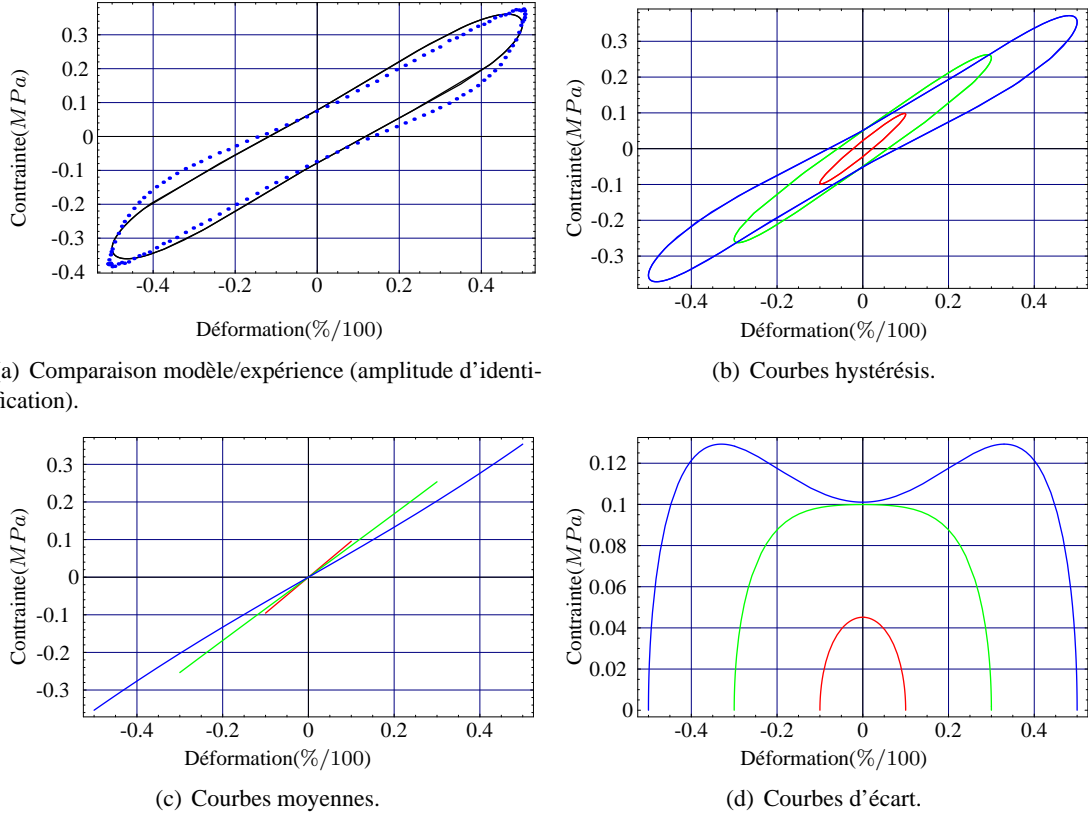 Contrainte(MPa)
0.3
0.2
0.1
0
-0.1
-0.2
-0.3
-0.4
-0.4 -0.2 0 0.2 0.4
Déformation(%/100)
a) Comparaison modèle/expérience (amplitude d'identi-
fication).
Contrainte(MPa)
0.3
0.2
0.1
0
-0.1
-0.2
-0.3
-0.4 -0.2 0 0.2 0.4
Déformation(%/100)
(b) Courbes hystérésis.
Contrainte(MPa)
0.3
0.2
0.1
0
-0.1
-0.2
-0.3
-0.4 -0.2 0 0.2 0.4
Déformation(%/100)
(c) Courbes moyennes.
Contrainte(MPa)
0.12
0.1
0.08
0.06
0.04
0.02
0
-0.4 -0.2 0 0.2 0.4
Déformation(%/100)
(d) Courbes d'écart.